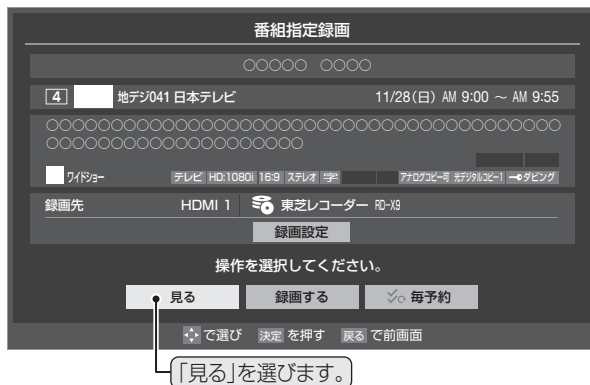 番組指定録画
○○○○○ ○○○○
4 地デジ041 日本テレビ 11/28(日) AM 9:00 ～ AM 9:55
○○○○○○○○○○○○○○○○○○○○○○○○○○○○○○○○○○
○○○○○○○○○○○○○○○○○
ワイドショー テレビ HD:1080i 16:9 ステレオ 字 アナログコピー可 光デジタルコピー1 ダビング
録画先 HDMI 1 東芝レコーダー RD-X9
録画設定
操作を選択してください。
見る 録画する 毎予約
で選び 決定 を押す 戻る で前画面
「見る」を選びます。